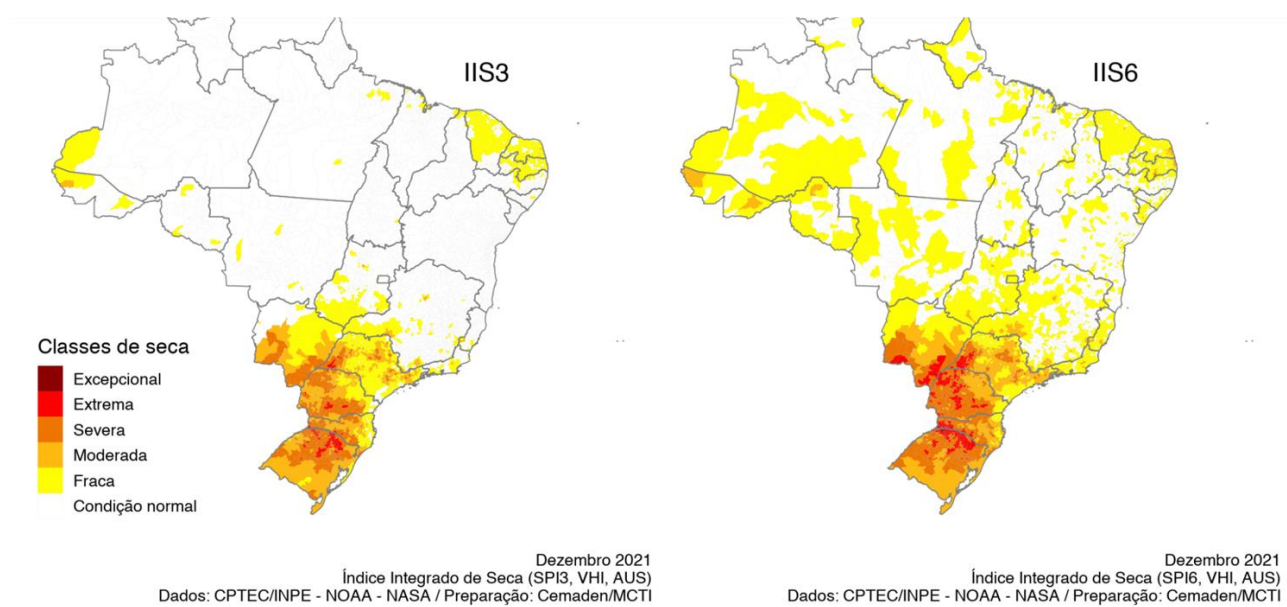 IIS3
Classes de seca
Excepcional
Extrema
Severa
Moderada
Fraca
Condição normal
Dezembro 2021
Índice Integrado de Seca (SPI3, VHI, AUS)
Dados: CPTEC/INPE - NOAA - NASA / Preparação: Cemaden/MCTI
IIS6
Dezembro 2021
Índice Integrado de Seca (SPI6, VHI, AUS)
Dados: CPTEC/INPE - NOAA - NASA / Preparação: Cemaden/MCTI